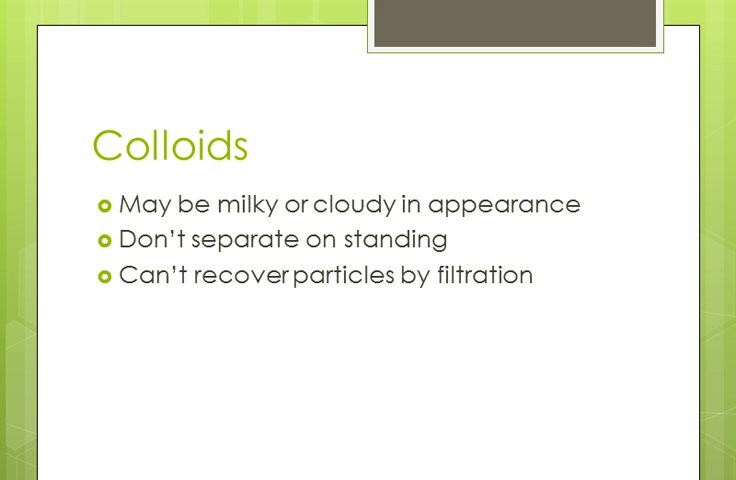 Colloids
May be milky or cloudy in appearance
Don’t separate on standing
Can’t recover particles by filtration